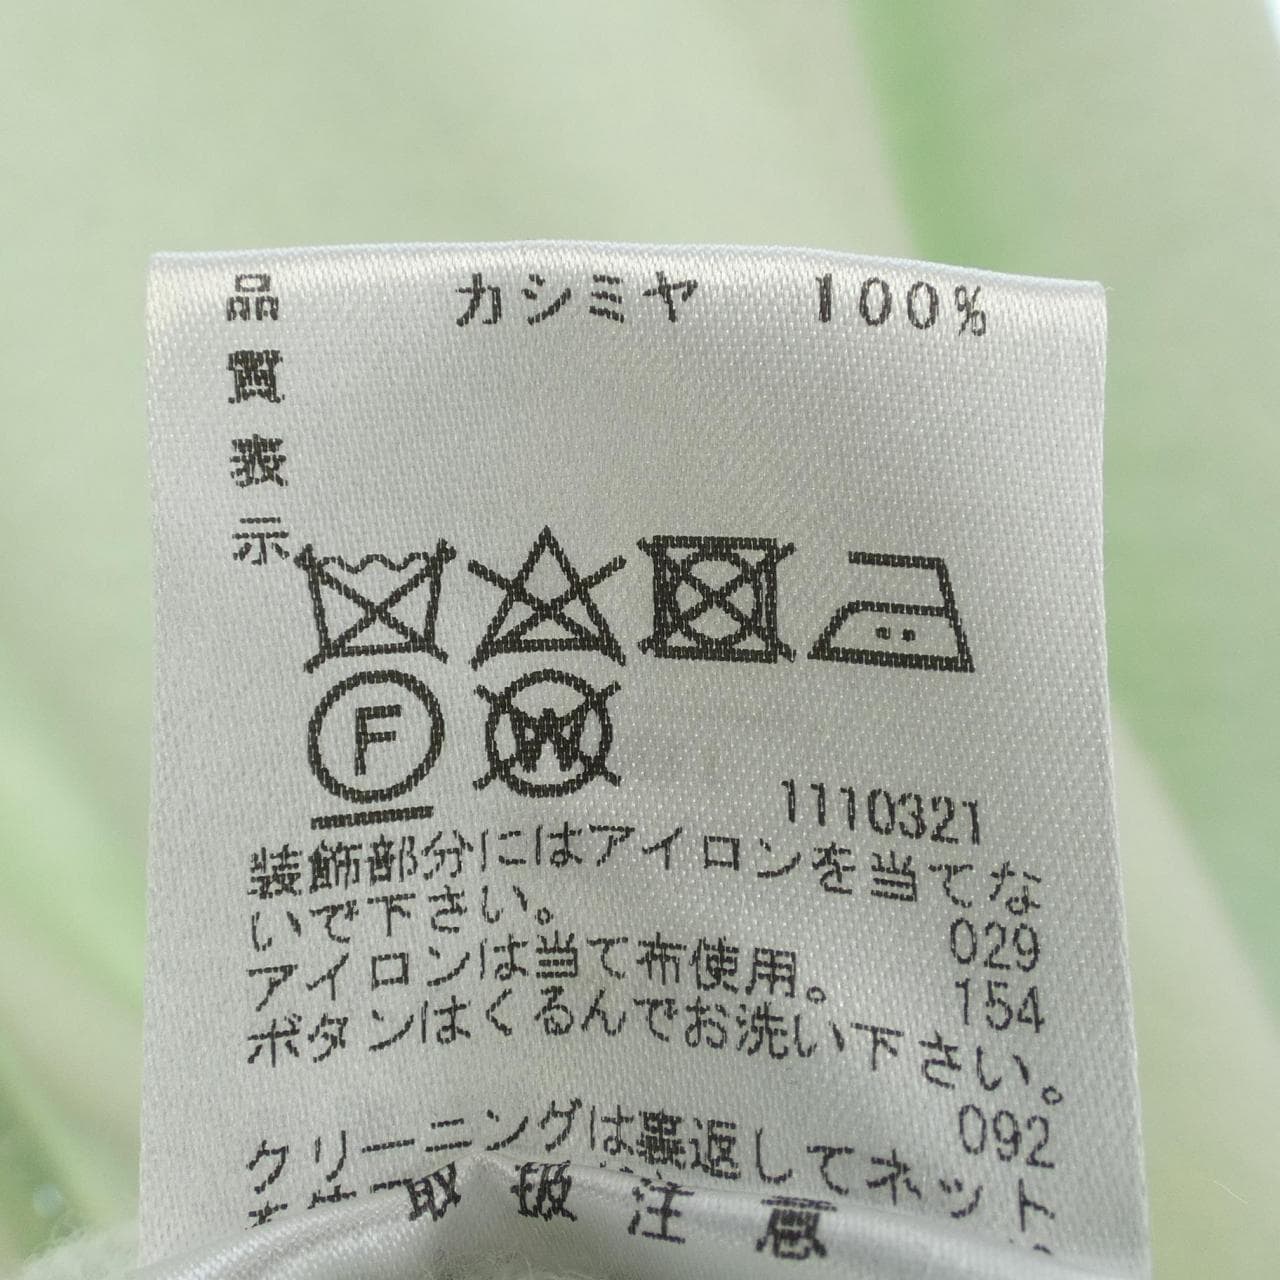 品質表示
カシミヤ 100%
F
W
1110321
装飾部分にはアイロンを当てな
いで下さい。 029
アイロンは当て布使用。 154
ボタンはくるんでお洗い下さい。
092
クリーニングは裏返してネット
取扱注意